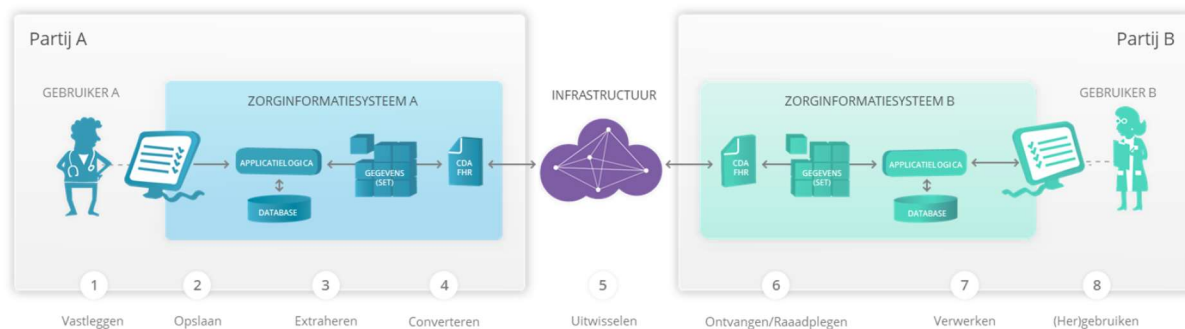 Partij A
Partij B
GEBRUIKER A
ZORGINFORMATIESYSTEEM A
INFRASTRUCTUUR
ZORGINFORMATIESYSTEEM B
GEBRUIKER B
APPLICATIELOGICA
DATABASE
GEGEVENS
(SET)
CDA
FHR
CDA
FHR
GEGEVENS
(SET)
APPLICATIELOGICA
DATABASE
1
2
3
4
5
6
7
8
Vastleggen
Opslaan
Extraheren
Converteren
Uitwisselen
Ontvangen/Raaadplegen
Verwerken
(Her)gebruiken